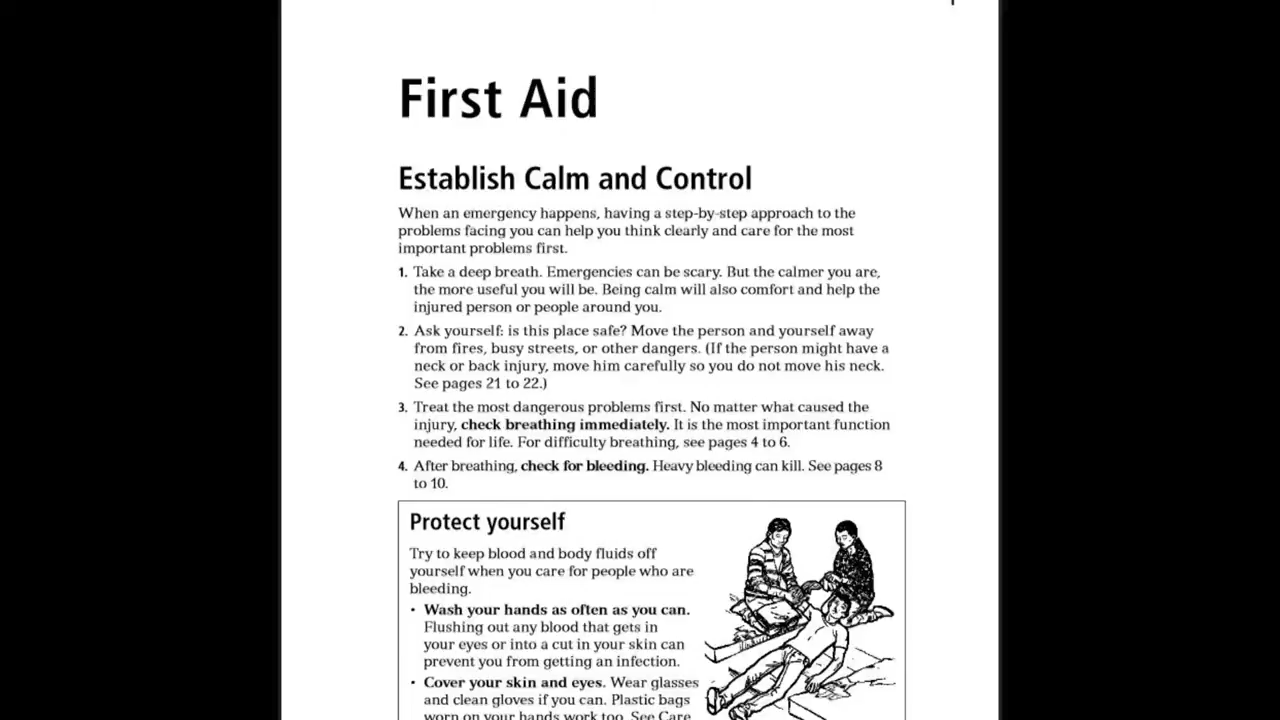 First Aid
Establish Calm and Control
When an emergency happens, having a step-by-step approach to the
problems facing you can help you think clearly and care for the most
important problems first.
1. Take a deep breath. Emergencies can be scary. But the calmer you are,
the more useful you will be. Being calm will also comfort and help the
injured person or people around you.
2. Ask yourself: is this place safe? Move the person and yourself away
from fires, busy streets, or other dangers. (If the person might have a
neck or back injury, move him carefully so you do not move his neck.
See pages 21 to 22.)
3. Treat the most dangerous problems first. No matter what caused the
injury, check breathing immediately. It is the most important function
needed for life. For difficulty breathing, see pages 4 to 6.
4. After breathing, check for bleeding. Heavy bleeding can kill. See pages 8
to 10.
Protect yourself
Try to keep blood and body fluids off
yourself when you care for people who are
bleeding.
• Wash your hands as often as you can.
Flushing out any blood that gets in
your eyes or into a cut in your skin can
prevent you from getting an infection.
• Cover your skin and eyes. Wear glasses
and clean gloves if you can. Plastic bags
worn on your hands work too. See Care